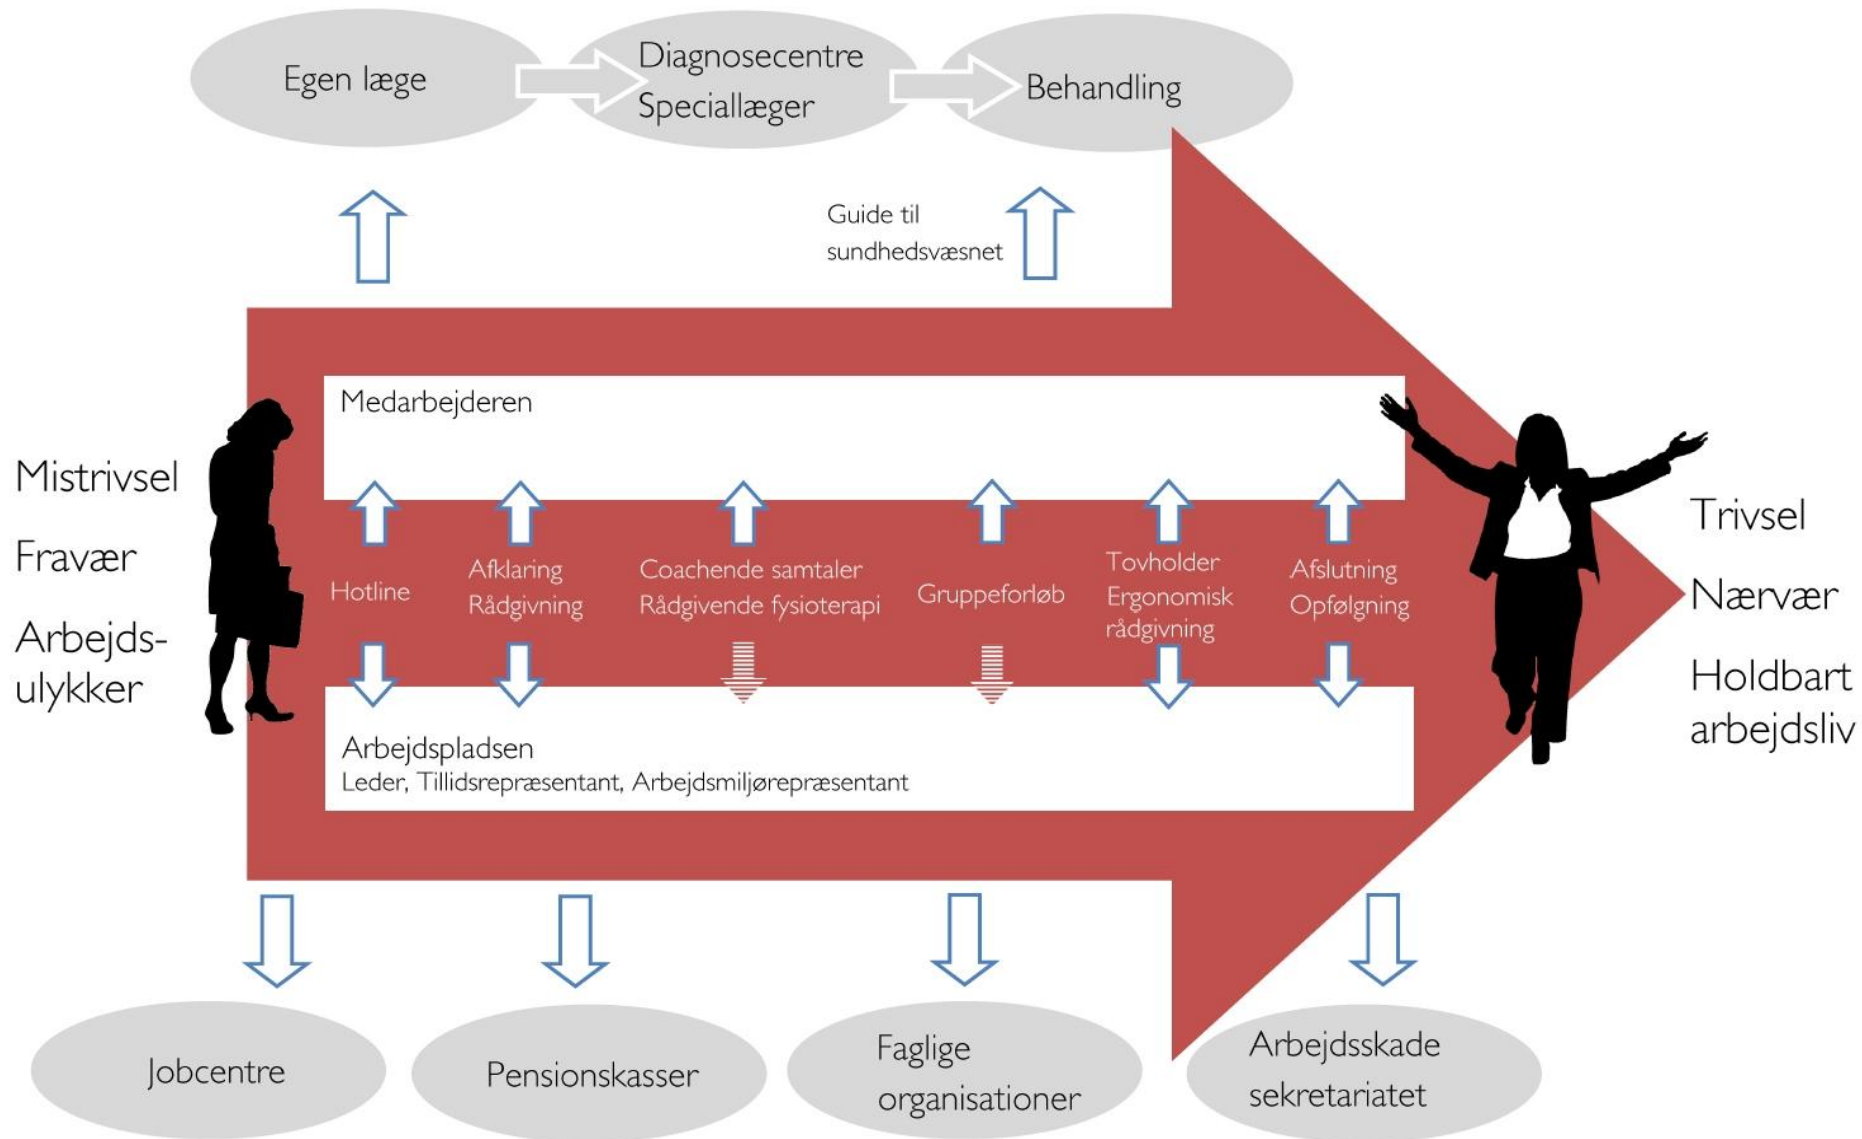 Egen læge
Diagnosecentre
Speciallæger
Behandling
Guide til
sundhedsvæsnet
Mistrivsel
Fravær
Arbejds-
ulykker
Medarbejderen
Hotline
Afklaring
Rådgivning
Coachende samtaler
Rådgivende fysioterapi
Gruppeforløb
Tovholder
Ergonomisk
rådgivning
Afslutning
Opfølgning
Arbejdspladsen
Leder, Tillidsrepræsentant, Arbejdsmiljørepræsentant
Trivsel
Nærvær
Holdbart
arbejdsliv
Jobcentre
Pensionskasser
Faglige
organisationer
Arbejdsskade
sekretariatet